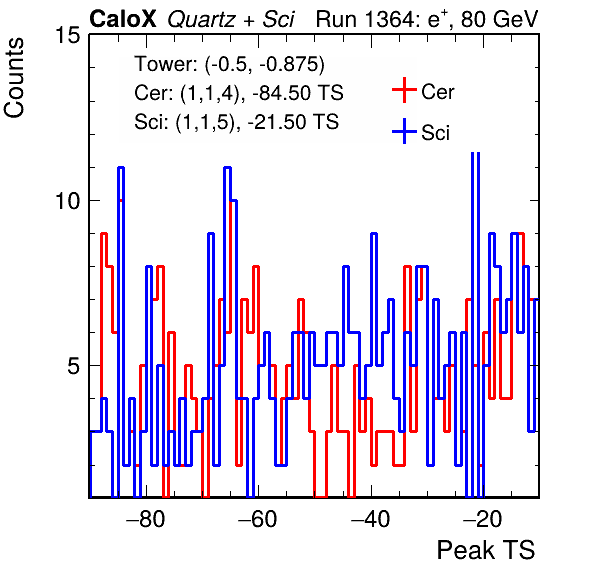 CaloX Quartz + Sci Run 1364: e⁺, 80 GeV
Counts
15
10
5
Tower: (-0.5, -0.875)
Cer: (1,1,4), -84.50 TS
Sci: (1,1,5), -21.50 TS
Cer
Sci
−80 −60 −40 −20
Peak TS